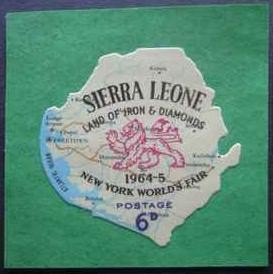 SIERRA LEONE
LAND OF IRON & DIAMONDS
1964-5
NEW YORK WORLD'S FAIR
POSTAGE
6D